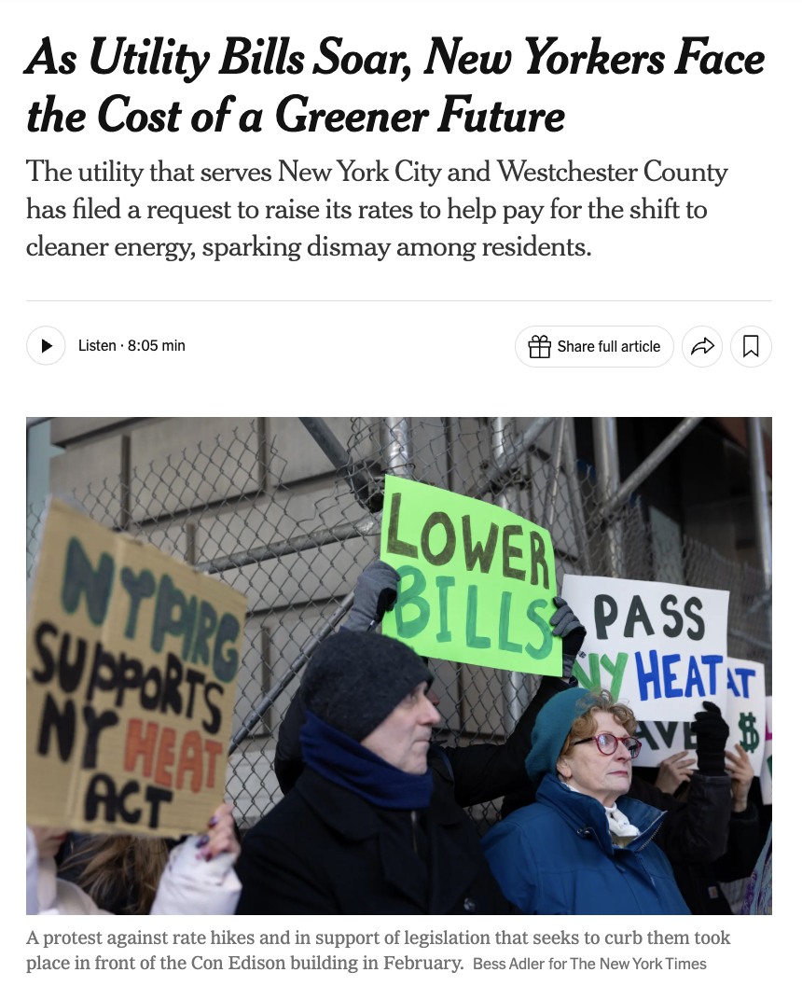 As Utility Bills Soar, New Yorkers Face
the Cost of a Greener Future
The utility that serves New York City and Westchester County
has filed a request to raise its rates to help pay for the shift to
cleaner energy, sparking dismay among residents.
Listen · 8:05 min
Share full article
NYPIRG
SUPPORTS
NY HEAT
ACT
LOWER
BILLS
PASS
NY HEAT
AT
$
A protest against rate hikes and in support of legislation that seeks to curb them took
place in front of the Con Edison building in February. Bess Adler for The New York Times